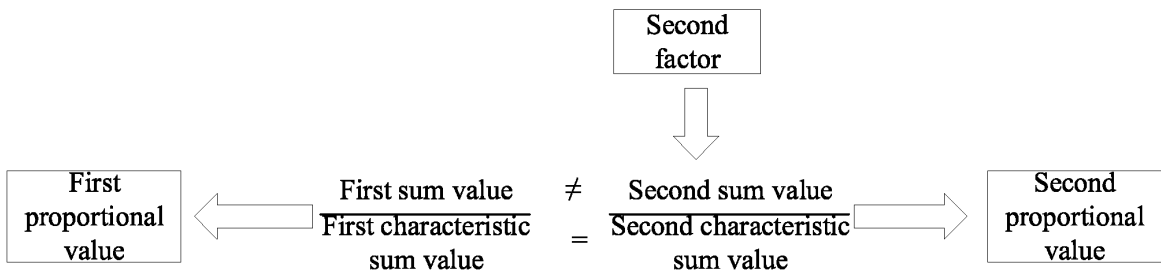 Second
factor
First
proportional
value
First sum value
First characteristic
sum value
≠
=
Second sum value
Second characteristic
sum value
Second
proportional
value